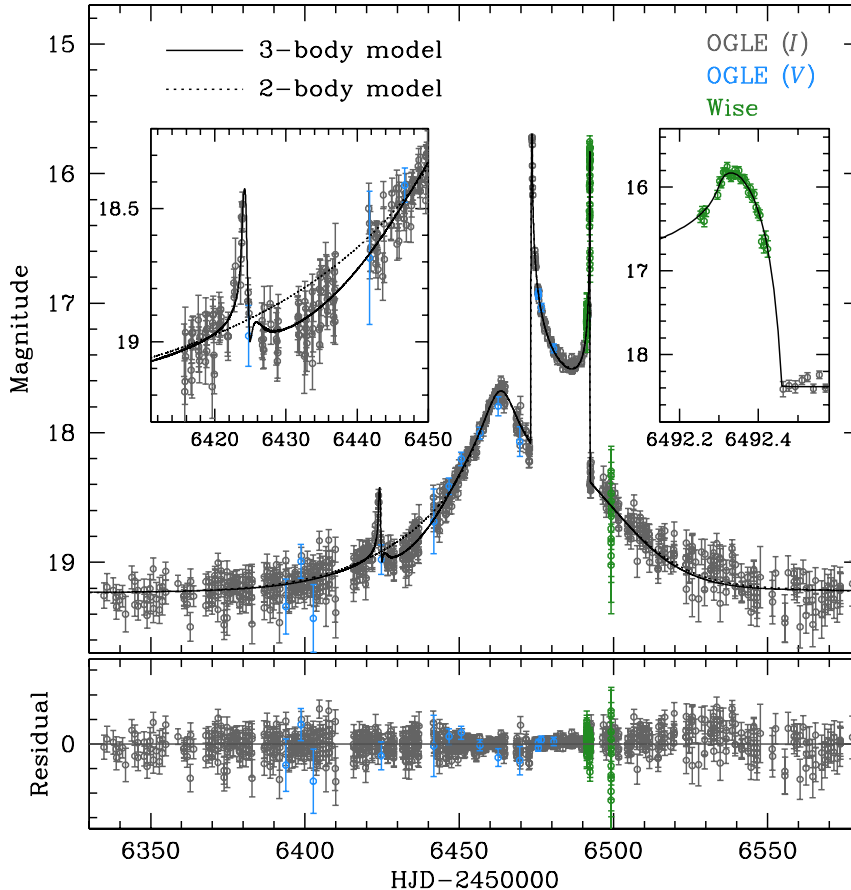 15
16
17
18
19
Magnitude
3-body model
2-body model
OGLE (I)
OGLE (V)
Wise
18.5
19
6420
6430
6440
6450
16
17
18
6492.2
6492.4
0
Residual
6350
6400
6450
6500
6550
HJD-2450000